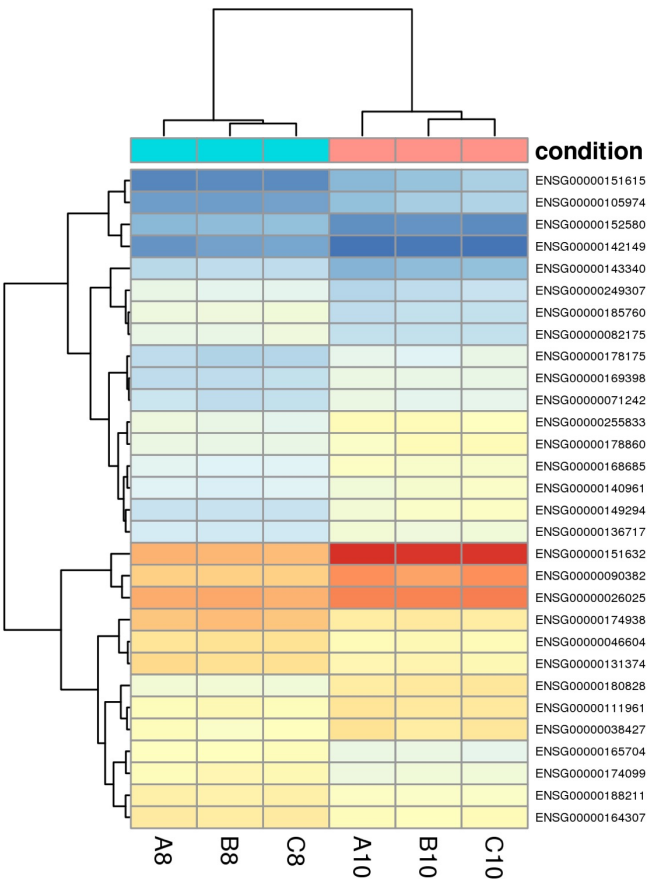 condition
ENSG00000151615
ENSG00000105974
ENSG00000152580
ENSG00000142149
ENSG00000143340
ENSG00000249307
ENSG00000185760
ENSG00000082175
ENSG00000178175
ENSG00000169398
ENSG00000071242
ENSG00000255833
ENSG00000178860
ENSG00000168685
ENSG00000140961
ENSG00000149294
ENSG00000136717
ENSG00000151632
ENSG00000090382
ENSG00000026025
ENSG00000174938
ENSG00000046604
ENSG00000131374
ENSG00000180828
ENSG00000111961
ENSG00000038427
ENSG00000165704
ENSG00000174099
ENSG00000188211
ENSG00000164307
A8 B8 C8 A10 B10 C10